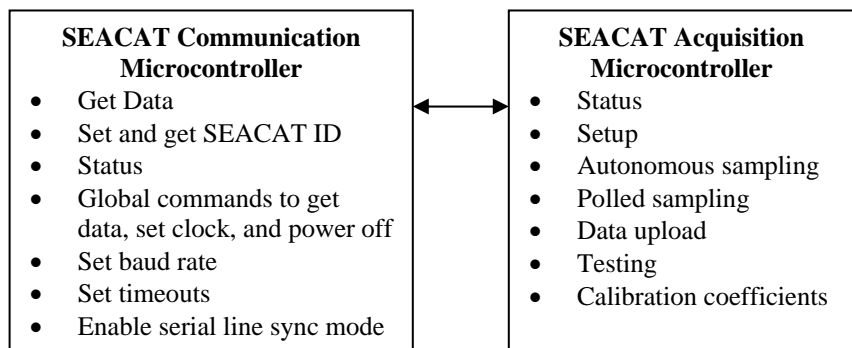 SEACAT Communication
Microcontroller
• Get Data
• Set and get SEACAT ID
• Status
• Global commands to get
data, set clock, and power off
• Set baud rate
• Set timeouts
• Enable serial line sync mode
SEACAT Acquisition
Microcontroller
• Status
• Setup
• Autonomous sampling
• Polled sampling
• Data upload
• Testing
• Calibration coefficients